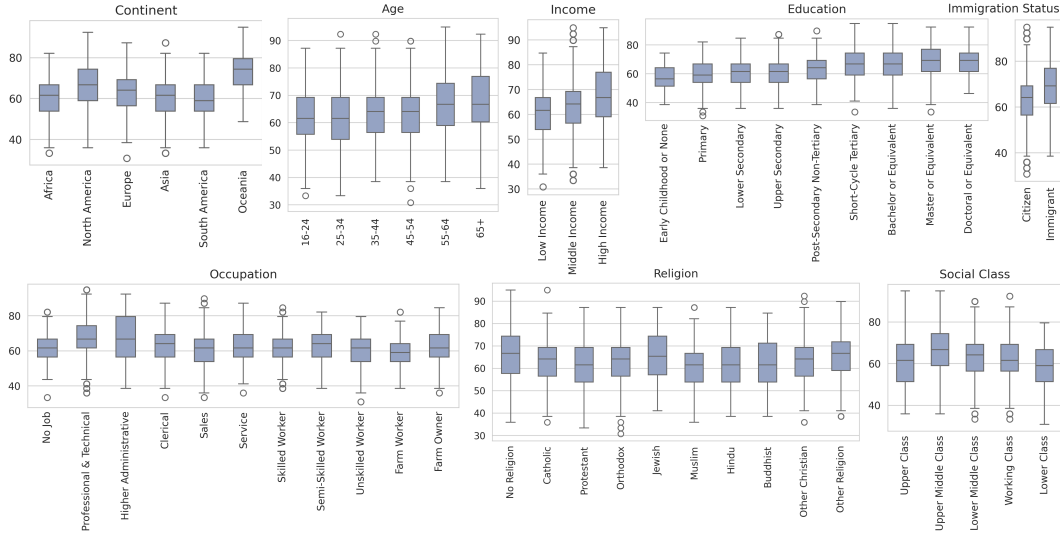 Continent
80
60
40
Africa
North America
Europe
Asia
South America
Oceania
Age
90
80
70
60
50
40
30
16-24
25-34
35-44
45-54
55-64
65+
Income
90
80
70
60
50
40
30
Low Income
Middle Income
High Income
Education
80
60
40
Early Childhood or None
Primary
Lower Secondary
Upper Secondary
Post-Secondary Non-Tertiary
Short-Cycle Tertiary
Bachelor or Equivalent
Master or Equivalent
Doctoral or Equivalent
Immigration Status
80
60
40
Citizen
Immigrant
Occupation
80
60
40
No Job
Professional & Technical
Higher Administrative
Clerical
Sales
Service
Skilled Worker
Semi-Skilled Worker
Unskilled Worker
Farm Worker
Farm Owner
Religion
90
80
70
60
50
40
30
No Religion
Catholic
Protestant
Orthodox
Jewish
Muslim
Hindu
Buddhist
Other Christian
Other Religion
Social Class
80
60
40
Upper Class
Upper Middle Class
Lower Middle Class
Working Class
Lower Class